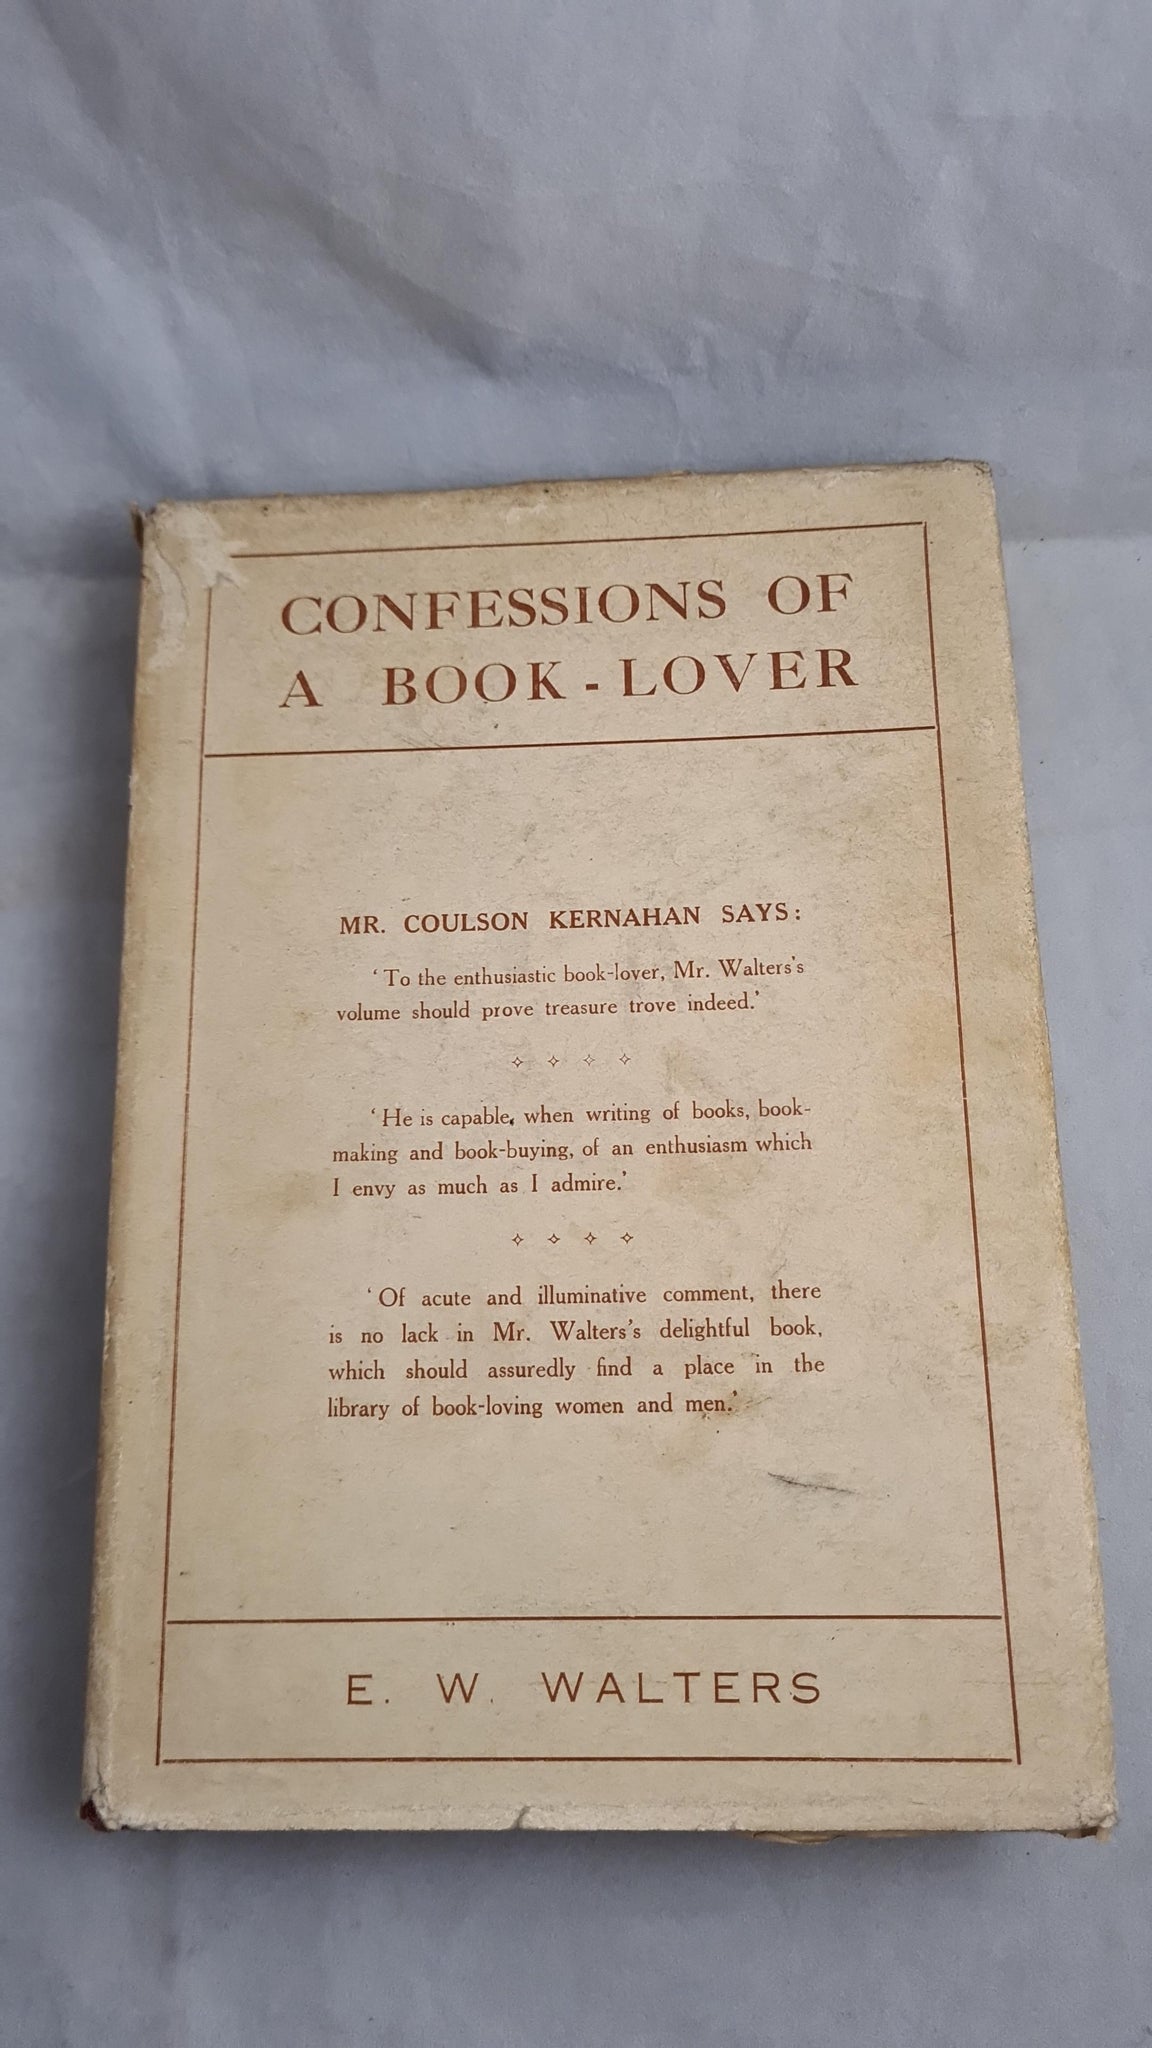 CONFESSIONS OF
A BOOK-LOVER
MR. COULSON KERNAHAN SAYS:
'To the enthusiastic book-lover, Mr. Walters's
volume should prove treasure trove indeed.'
'He is capable, when writing of books, book-
making and book-buying, of an enthusiasm which
I envy as much as I admire.'
'Of acute and illuminative comment, there
is no lack in Mr. Walters's delightful book,
which should assuredly find a place in the
library of book-loving women and men.'
E. W. WALTERS